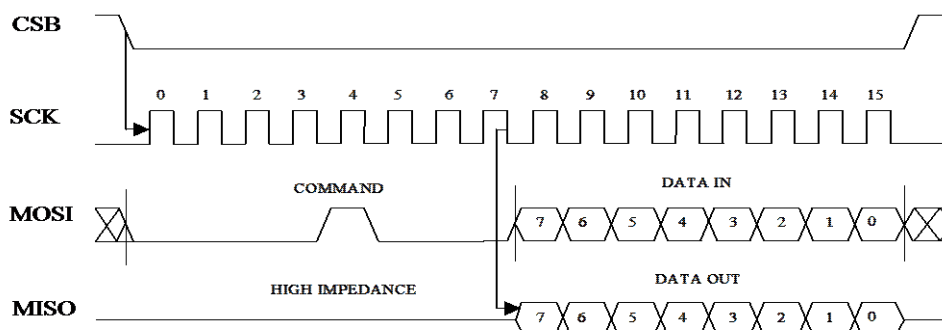 CSB
0 1 2 3 4 5 6 7 8 9 10 11 12 13 14 15
SCK
COMMAND DATA IN
MOSI 7 6 5 4 3 2 1 0
HIGH IMPEDANCE DATA OUT
MISO 7 6 5 4 3 2 1 0